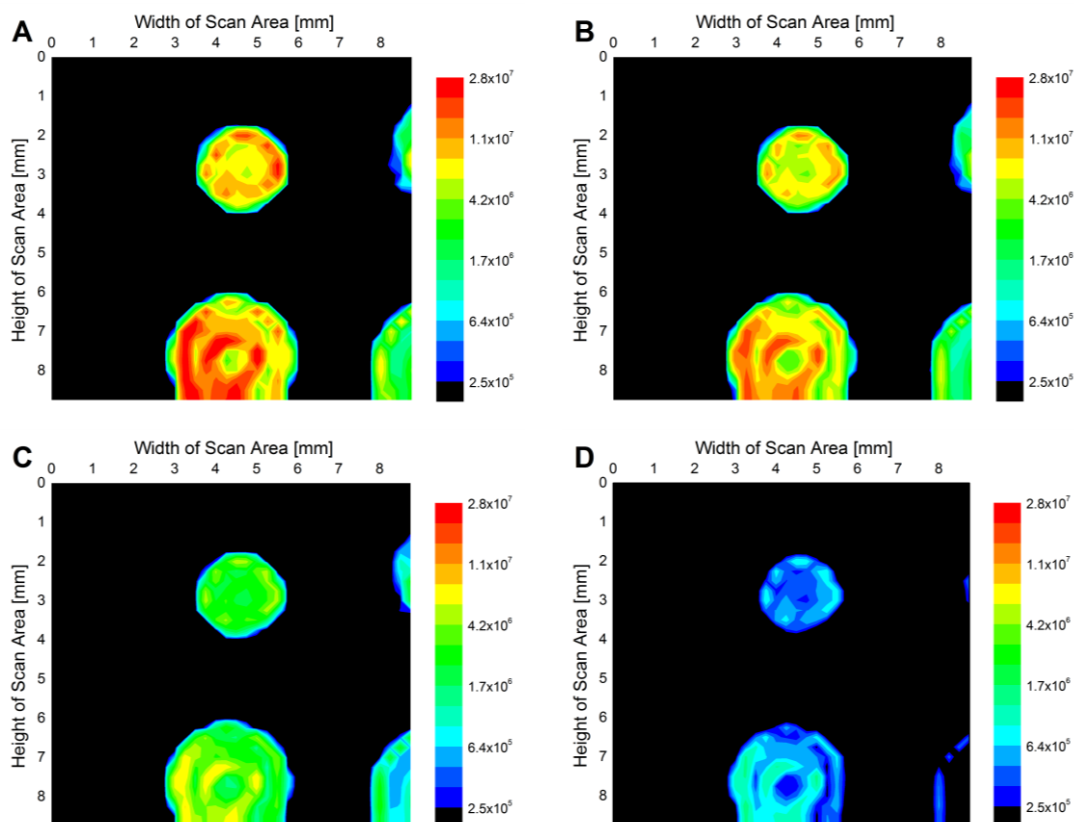 Width of Scan Area [mm]
A
0 1 2 3 4 5 6 7 8
0
1
2
3
4
5
6
7
8
Height of Scan Area [mm]
2.8x10⁷
1.1x10⁷
4.2x10⁶
1.7x10⁶
6.4x10⁵
2.5x10⁵
Width of Scan Area [mm]
B
0 1 2 3 4 5 6 7 8
0
1
2
3
4
5
6
7
8
Height of Scan Area [mm]
2.8x10⁷
1.1x10⁷
4.2x10⁶
1.7x10⁶
6.4x10⁵
2.5x10⁵
Width of Scan Area [mm]
C
0 1 2 3 4 5 6 7 8
0
1
2
3
4
5
6
7
8
Height of Scan Area [mm]
2.8x10⁷
1.1x10⁷
4.2x10⁶
1.7x10⁶
6.4x10⁵
2.5x10⁵
Width of Scan Area [mm]
D
0 1 2 3 4 5 6 7 8
0
1
2
3
4
5
6
7
8
Height of Scan Area [mm]
2.8x10⁷
1.1x10⁷
4.2x10⁶
1.7x10⁶
6.4x10⁵
2.5x10⁵